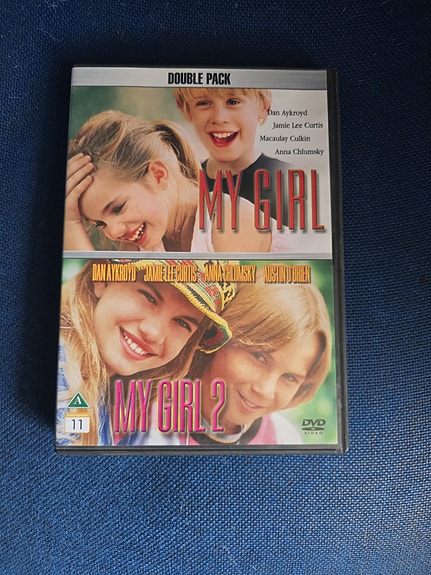 DOUBLE PACK
Dan Aykroyd
Jamie Lee Curtis
Macaulay Culkin
Anna Chlumsky
MY GIRL
DAN AYKROYD JAMIE LEE CURTIS ANNA CHLUMSKY AUSTIN O'BRIEN
MY GIRL 2
A
11
DVD
VIDEO